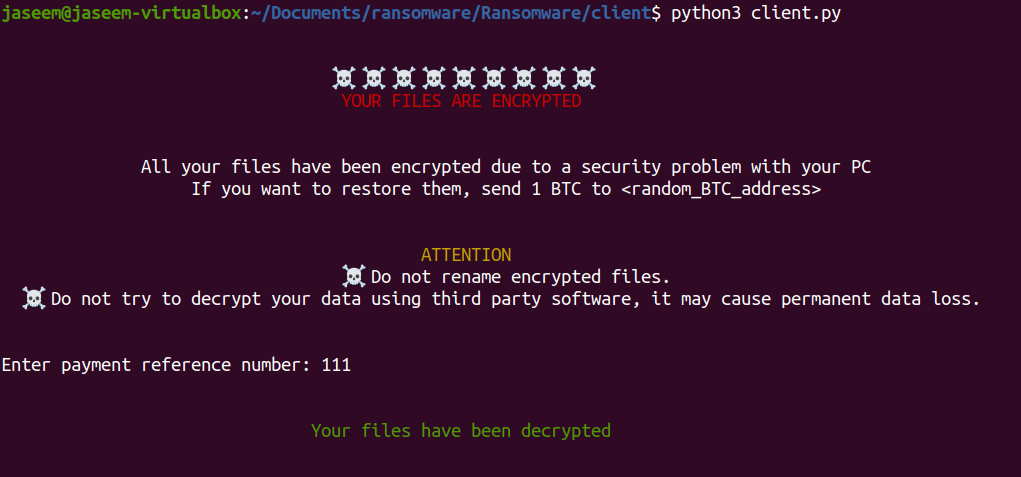 jaseem@jaseem-virtualbox:~/Documents/ransomware/Ransomware/client$ python3 client.py
☠☠☠☠☠☠☠☠☠
YOUR FILES ARE ENCRYPTED
All your files have been encrypted due to a security problem with your PC
If you want to restore them, send 1 BTC to <random_BTC_address>
ATTENTION
☠Do not rename encrypted files.
☠Do not try to decrypt your data using third party software, it may cause permanent data loss.
Enter payment reference number: 111
Your files have been decrypted